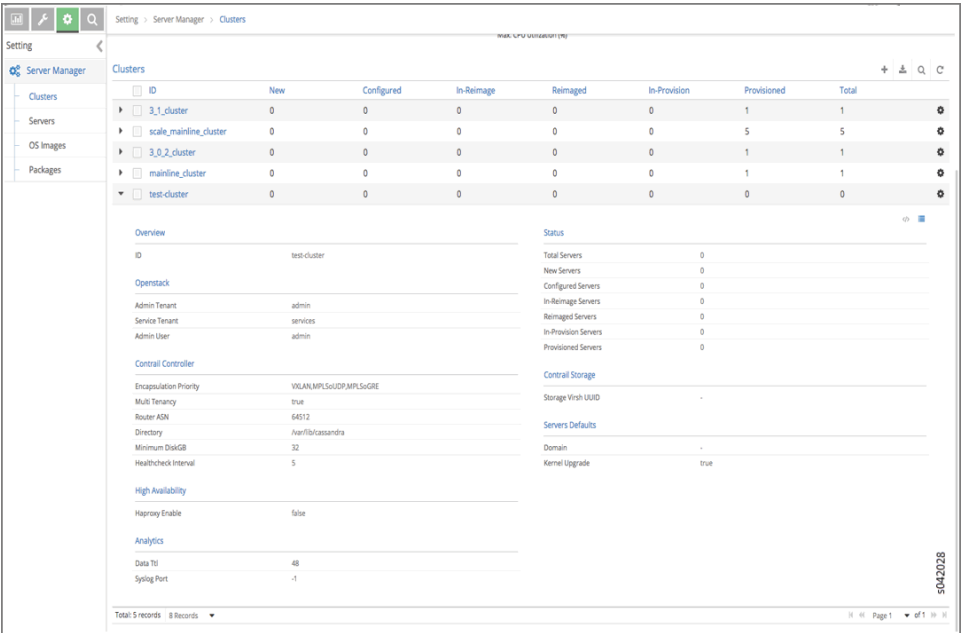 Setting > Server Manager > Clusters
Setting
Server Manager
Clusters
Servers
OS Images
Packages
Max. CPU Utilization (%)
Clusters
ID New Configured In-Reimage Reimaged In-Provision Provisioned Total
3_1_cluster 0 0 0 0 0 1 1
scale_mainline_cluster 0 0 0 0 0 5 5
3_0_2_cluster 0 0 0 0 0 1 1
mainline_cluster 0 0 0 0 0 1 1
test-cluster 0 0 0 0 0 0 0
Overview
ID test-cluster
Openstack
Admin Tenant admin
Service Tenant services
Admin User admin
Contrail Controller
Encapsulation Priority VXLAN,MPLSoUDP,MPLSoGRE
Multi Tenancy true
Router ASN 64512
Directory /var/lib/cassandra
Minimum DiskGB 32
Healthcheck Interval 5
High Availability
Haproxy Enable false
Analytics
Data Ttl 48
Syslog Port -1
Status
Total Servers 0
New Servers 0
Configured Servers 0
In-Reimage Servers 0
Reimaged Servers 0
In-Provision Servers 0
Provisioned Servers 0
Contrail Storage
Storage Virsh UUID -
Servers Defaults
Domain -
Kernel Upgrade true
s042028
Total: 5 records 8 Records Page 1 of 1